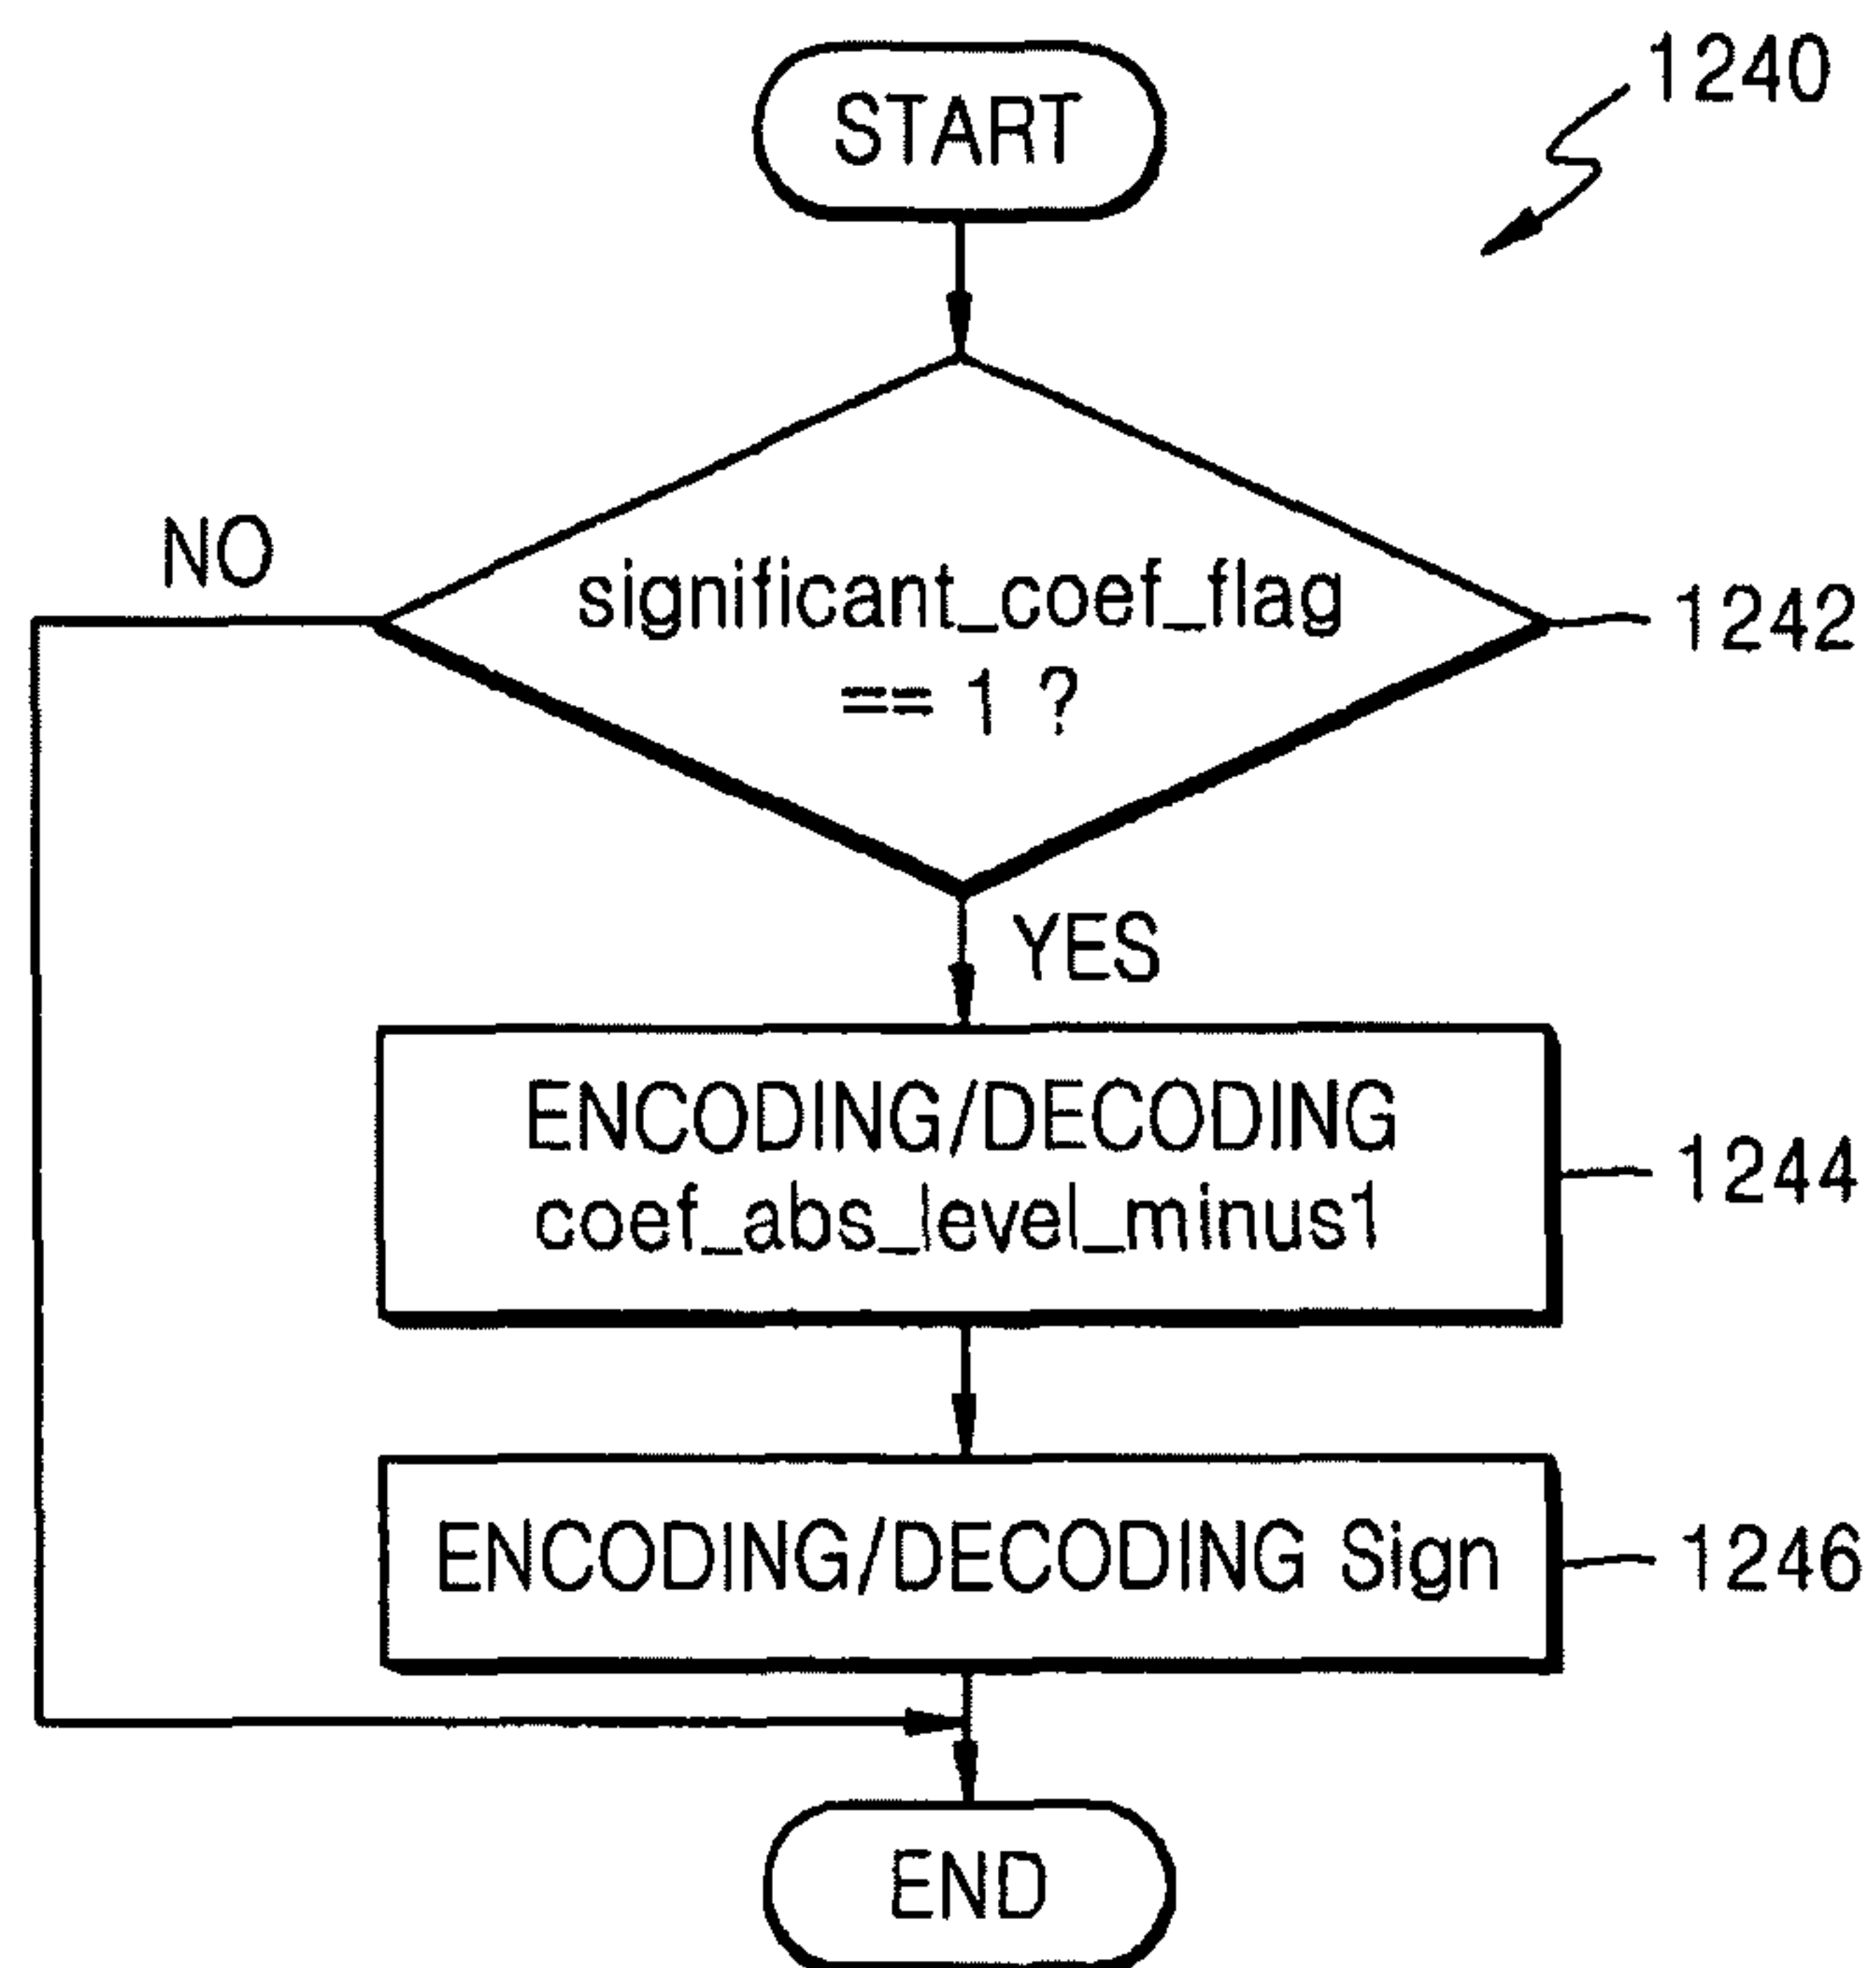 START
1240
NO
significant_coef_flag
== 1 ?
1242
YES
ENCODING/DECODING
coef_abs_level_minus1
1244
ENCODING/DECODING Sign
1246
END